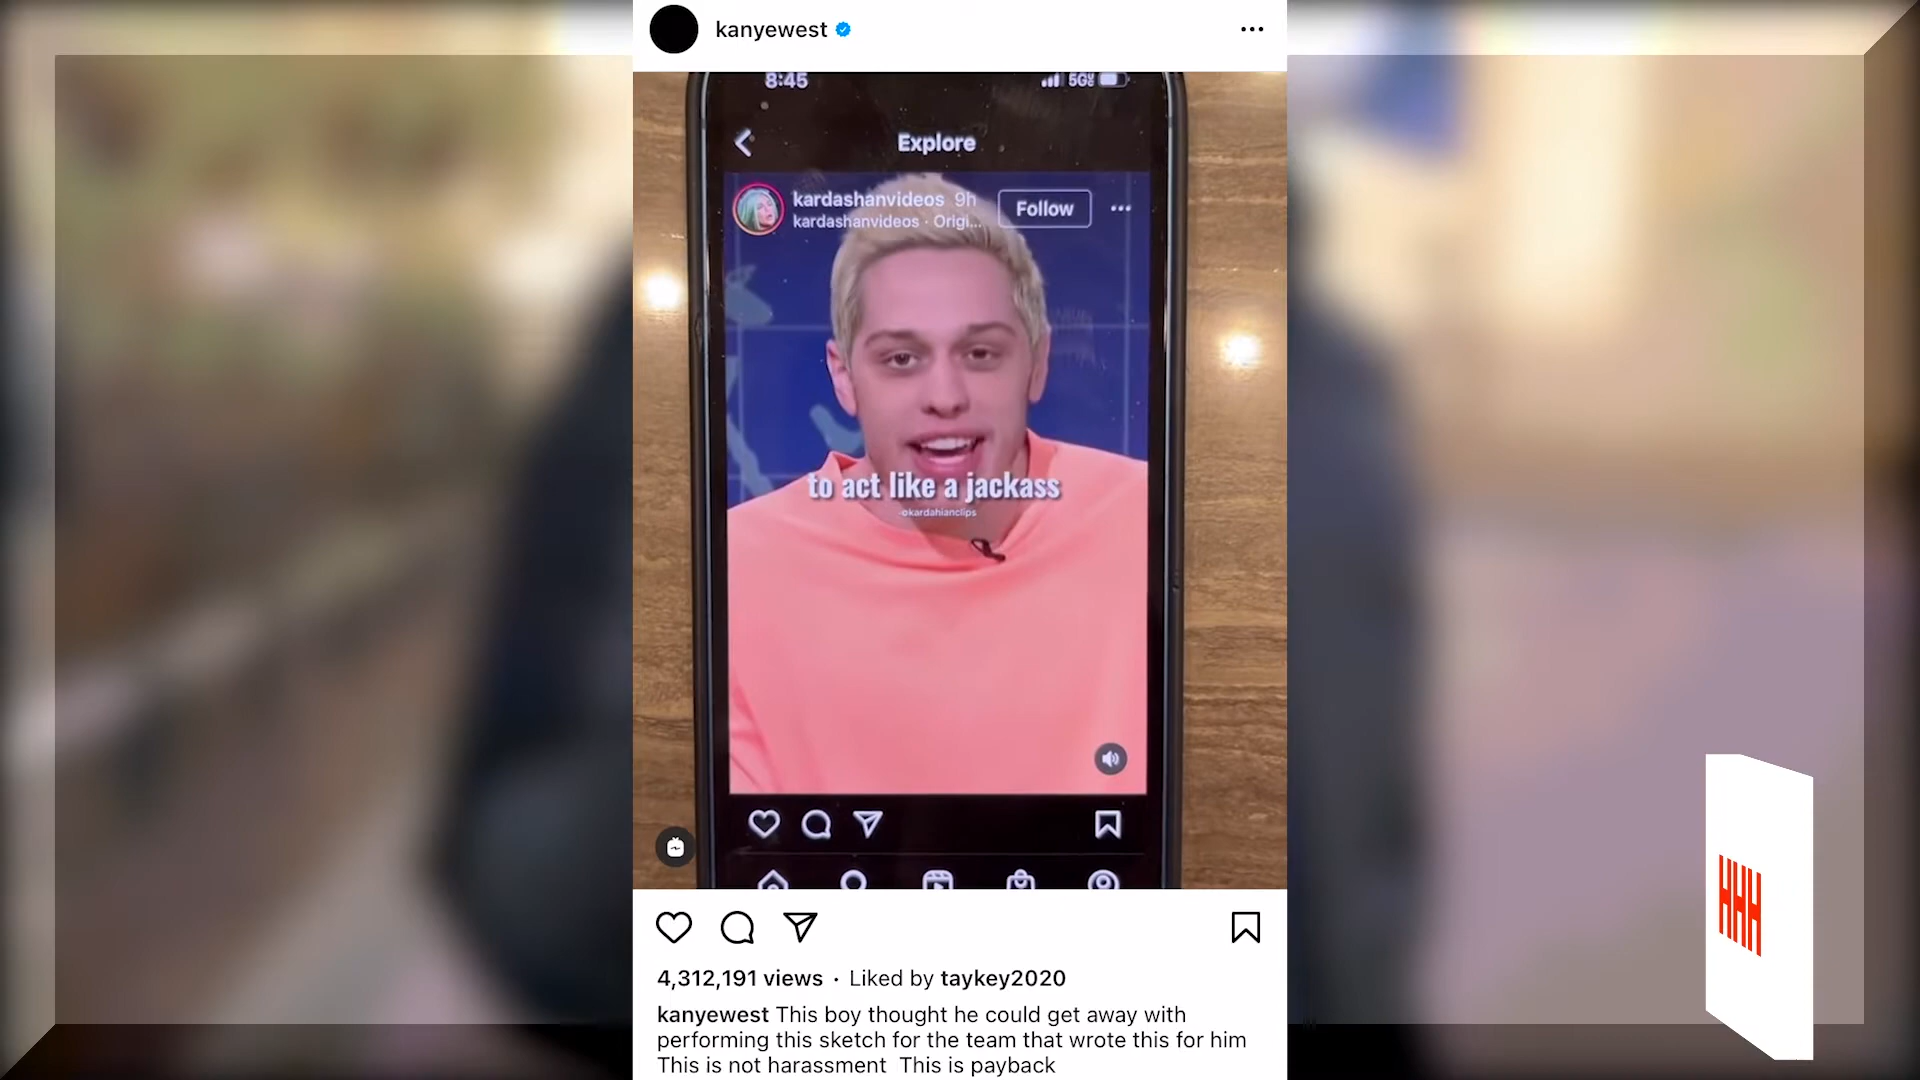 kanyewest
8:45
5G
Explore
kardashanvideos 9h
kardashanvideos · Origi...
Follow
to act like a jackass
@kardahianclips
4,312,191 views · Liked by taykey2020
kanyewest This boy thought he could get away with
performing this sketch for the team that wrote this for him
This is not harassment This is payback
HHH